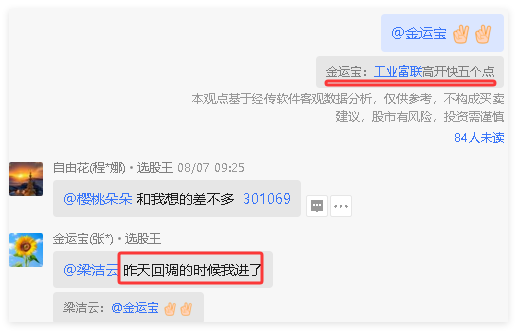 @金运宝✌🏻✌🏻
金运宝：工业富联高开快五个点
本观点基于经传软件客观数据分析，仅供参考，不构成买卖
建议，股市有风险，投资需谨慎
84人未读
自由花(程*娜)·选股王 08/07 09:25
@樱桃朵朵 和我想的差不多 301069
金运宝(张*)·选股王
@梁洁云 昨天回调的时候我进了
梁洁云：@金运宝✌🏻✌🏻